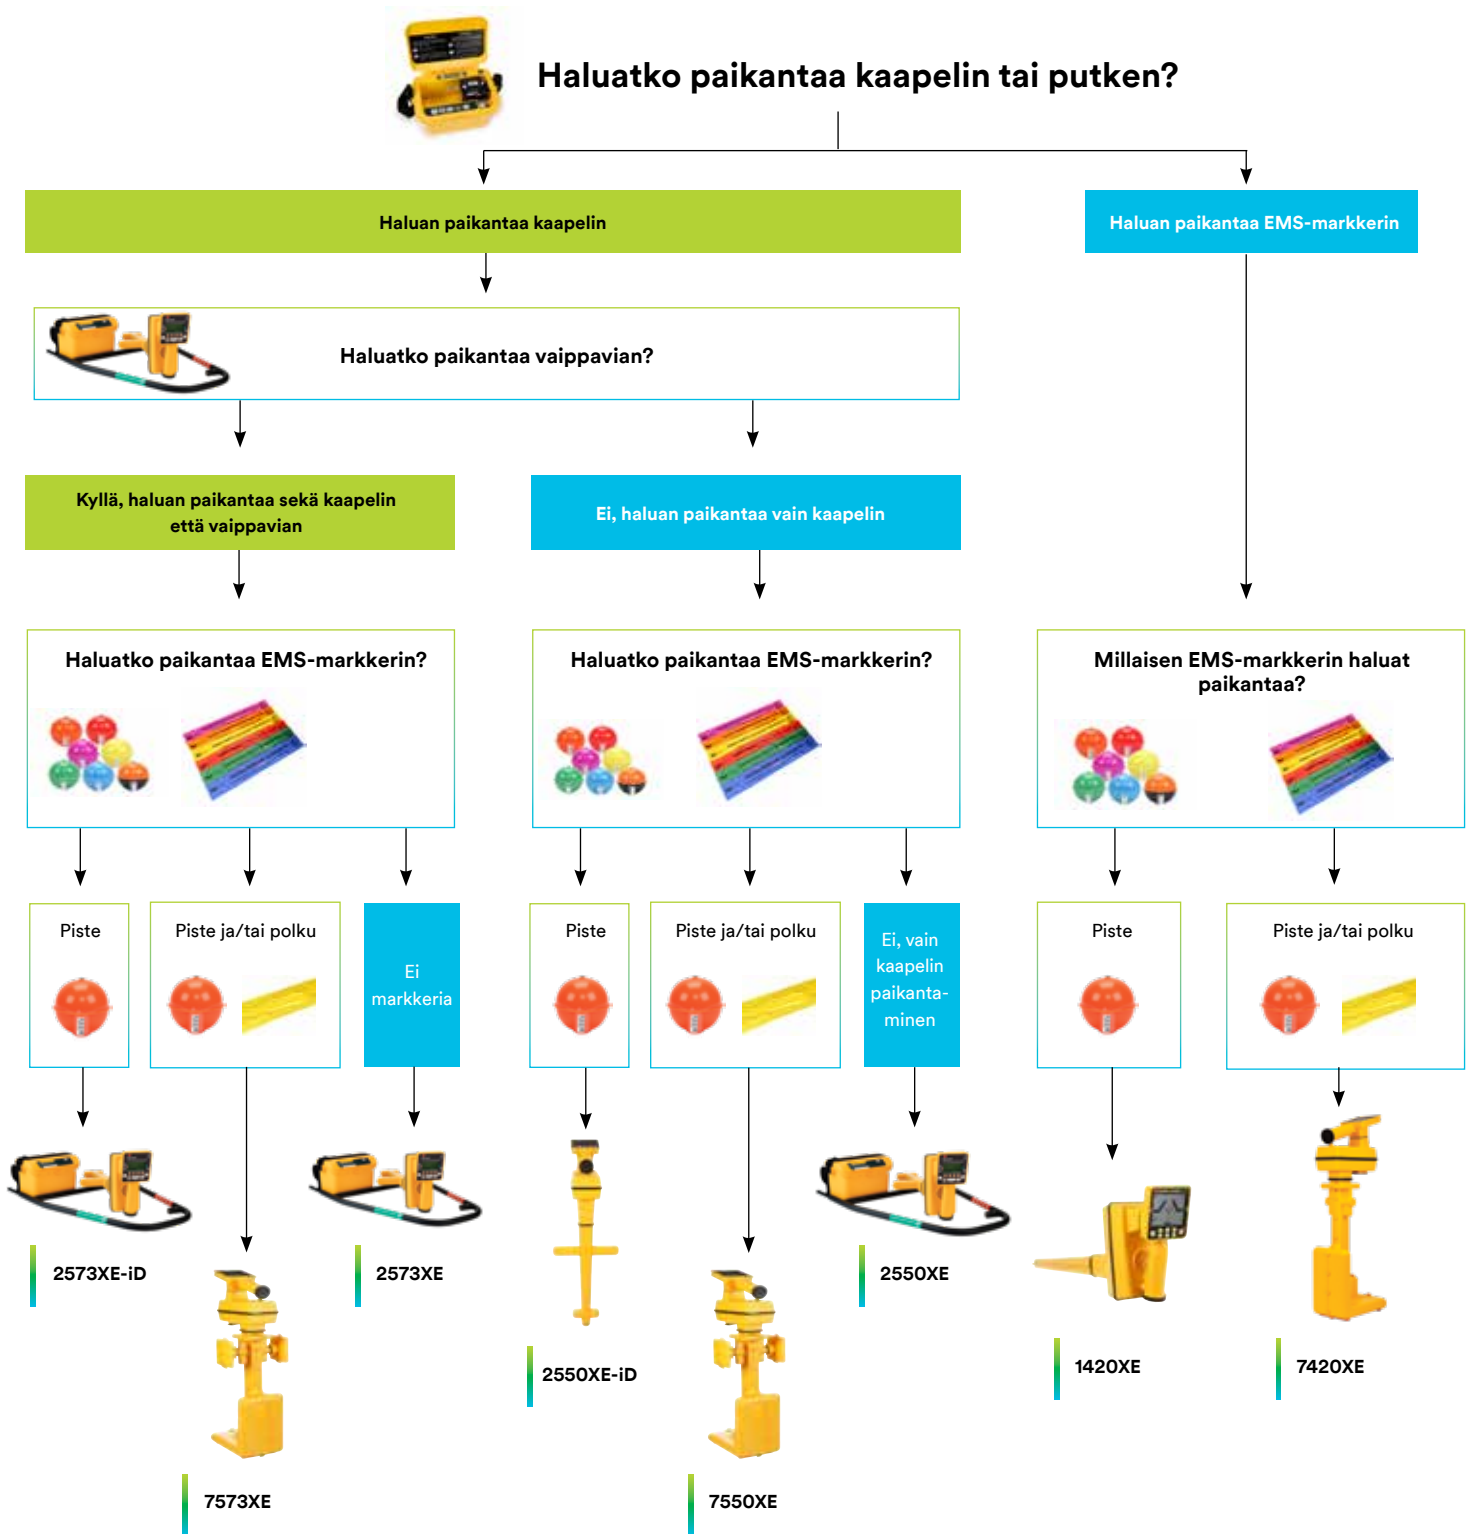 Haluatko paikantaa kaapelin tai putken?
Haluan paikantaa kaapelin
Haluan paikantaa EMS-markkerin
Haluatko paikantaa vaippavian?
Kyllä, haluan paikantaa sekä kaapelin
että vaippavian
Ei, haluan paikantaa vain kaapelin
Haluatko paikantaa EMS-markkerin?
Haluatko paikantaa EMS-markkerin?
Millaisen EMS-markkerin haluat
paikantaa?
Piste
Piste ja/tai polku
Ei
markkeria
Piste
Piste ja/tai polku
Ei, vain
kaapelin
paikanta-
minen
Piste
Piste ja/tai polku
2573XE-iD
7573XE
2573XE
2550XE-iD
7550XE
2550XE
1420XE
7420XE